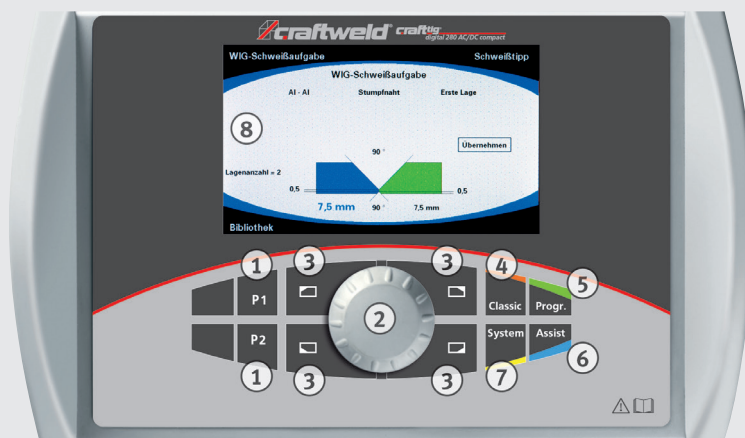 craftweld craft tig
digital 280 AC/DC compact
WIG-Schweißaufgabe Schweißtipp
WIG-Schweißaufgabe
Al - Al Stumpfnaht Erste Lage
8
90 °
Übernehmen
Lagenanzahl = 2
0,5 0,5
7,5 mm 90 ° 7,5 mm
Bibliothek
1 3 3 4 5
P1 2 Classic Progr.
P2 System Assist
1 3 3 7 6